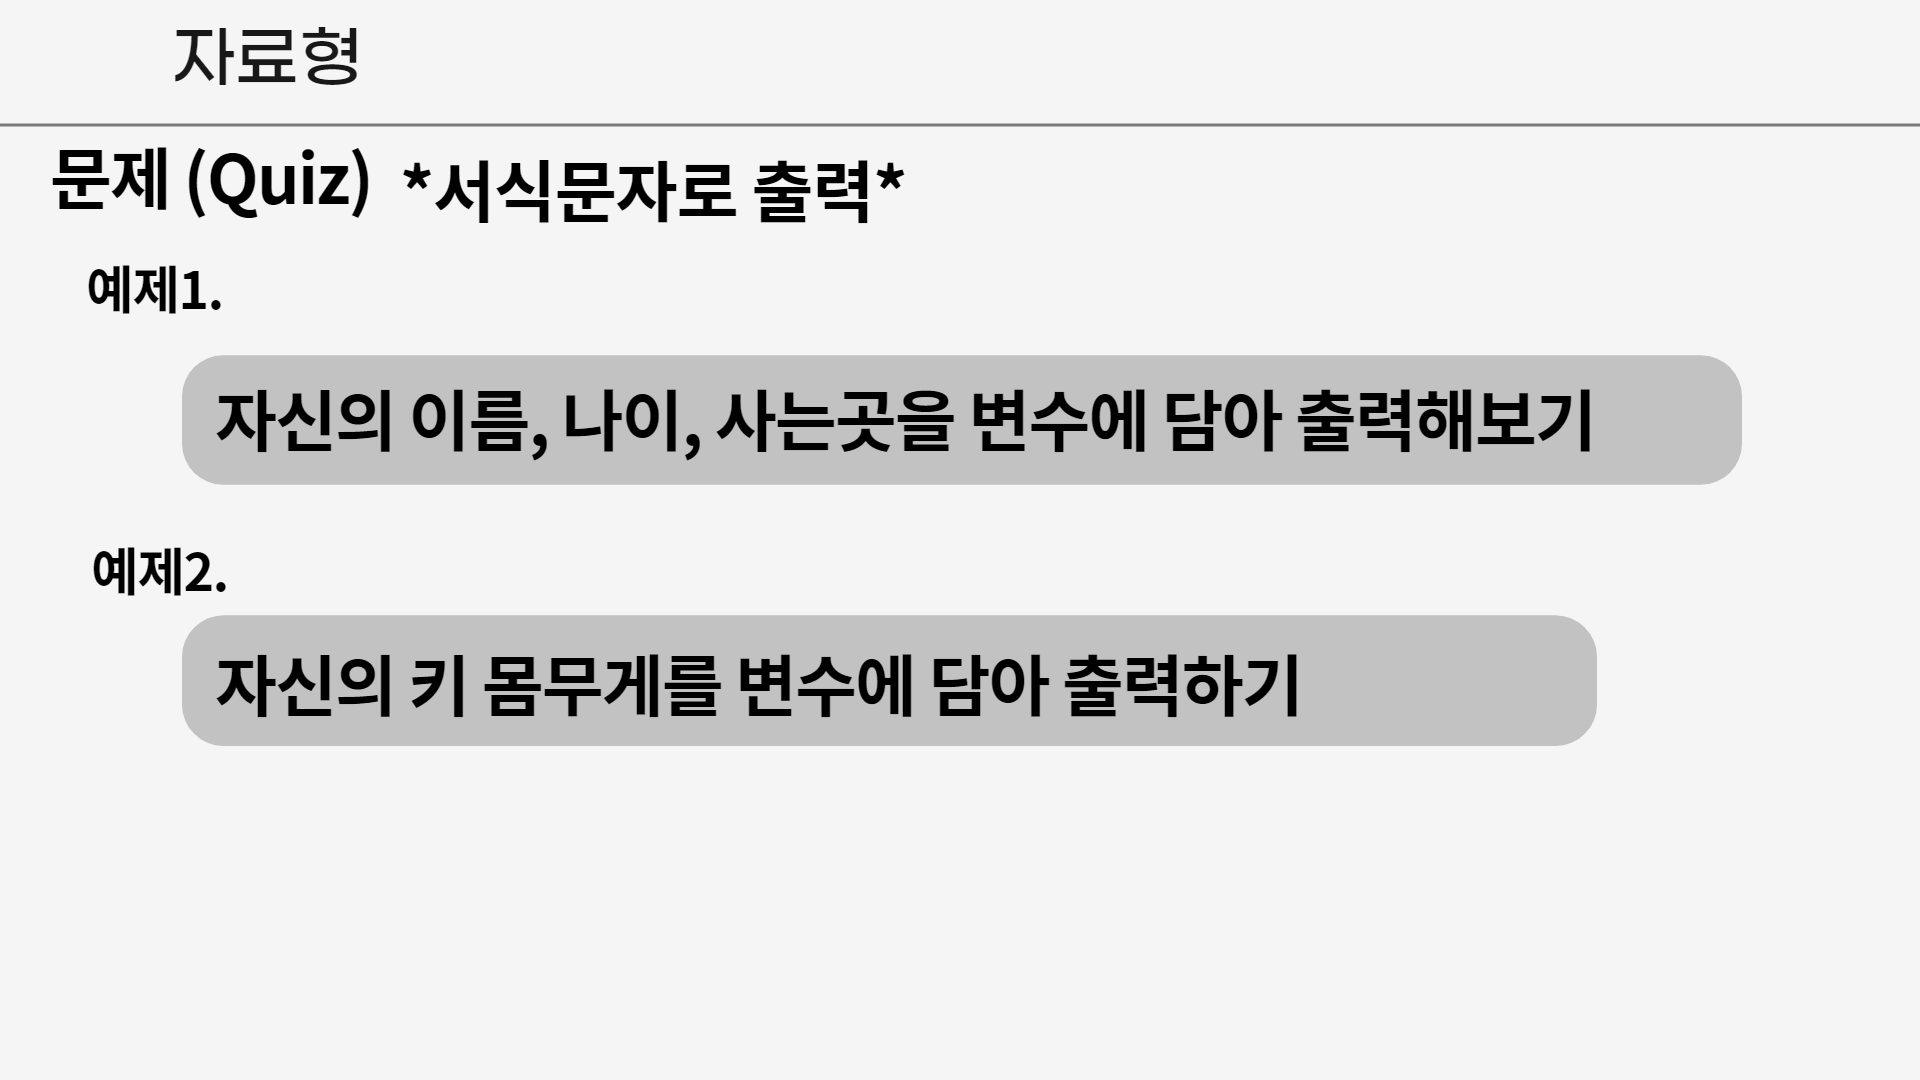 자료형
문제 (Quiz) *서식문자로 출력*
예제1.
자신의 이름, 나이, 사는곳을 변수에 담아 출력해보기
예제2.
자신의 키 몸무게를 변수에 담아 출력하기